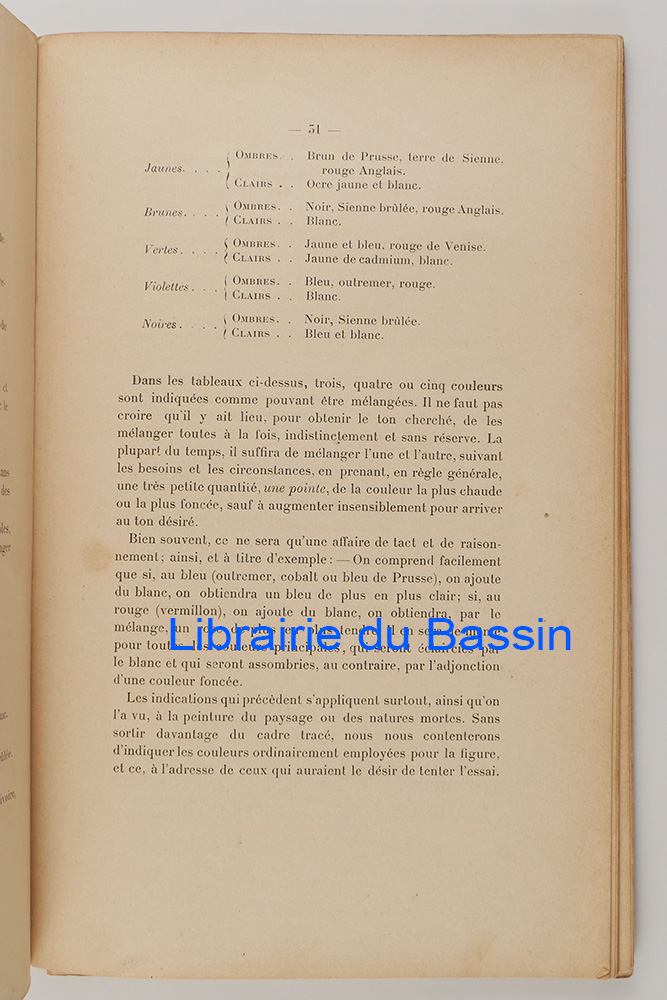 — 51 —
Jaunes. . . . { OMBRES. . Brun de Prusse, terre de Sienne,
rouge Anglais.
CLAIRS . . Ocre jaune et blanc.
Brunes. . . . { OMBRES. . Noir, Sienne brûlée, rouge Anglais.
CLAIRS . . Blanc.
Vertes . . . . { OMBRES. . Jaune et bleu, rouge de Venise.
CLAIRS . . Jaune de cadmium, blanc.
Violettes . . . { OMBRES. . Bleu, outremer, rouge.
CLAIRS . . Blanc.
Noires . . . . { OMBRES. . Noir, Sienne brûlée.
CLAIRS . . Bleu et blanc.
Dans les tableaux ci-dessus, trois, quatre ou cinq couleurs
sont indiquées comme pouvant être mélangées. Il ne faut pas
croire qu'il y ait lieu, pour obtenir le ton cherché, de les
mélanger toutes à la fois, indistinctement et sans réserve. La
plupart du temps, il suffira de mélanger l'une et l'autre, suivant
les besoins et les circonstances, en prenant, en règle générale,
une très petite quantité, une pointe, de la couleur la plus chaude
ou la plus foncée, sauf à augmenter insensiblement pour arriver
au ton désiré.
Bien souvent, ce ne sera qu'une affaire de tact et de raison-
nement; ainsi, et à titre d'exemple : — On comprend facilement
que si, au bleu (outremer, cobalt ou bleu de Prusse), on ajoute
du blanc, on obtiendra un bleu de plus en plus clair; si, au
rouge (vermillon), on ajoute du blanc, on obtiendra, par le
mélange, un plus tendre, il en
Librairie du Bassin
pour couleurs principales, qui seront éclaircies par
le blanc et qui seront assombries, au contraire, par l'adjonction
d'une couleur foncée.
Les indications qui précèdent s'appliquent surtout, ainsi qu'on
l'a vu, à la peinture du paysage ou des natures mortes. Sans
sortir davantage du cadre tracé, nous nous contenterons
d'indiquer les couleurs ordinairement employées pour la figure,
et ce, à l'adresse de ceux qui auraient le désir de tenter l'essai.